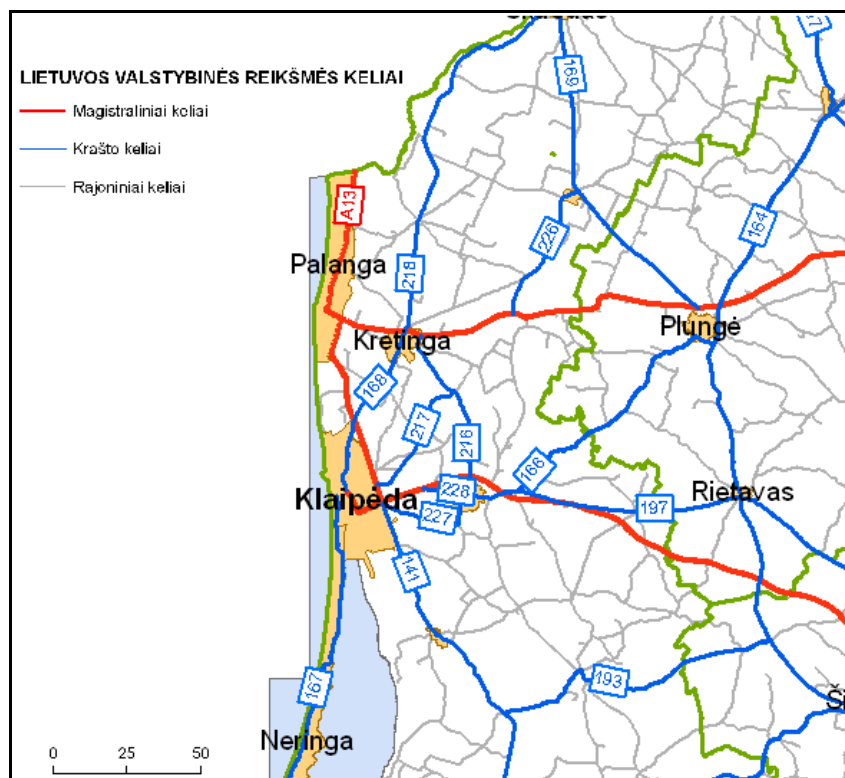 LIETUVOS VALSTYBINĖS REIKŠMĖS KELIAI
Magistraliniai keliai
Krašto keliai
Rajoniniai keliai
169
164
A13
226
218
Palanga
Plungė
Kretinga
168
217
216
166
228
Klaipėda
227
197
Rietavas
141
193
167
Neringa
0 25 50